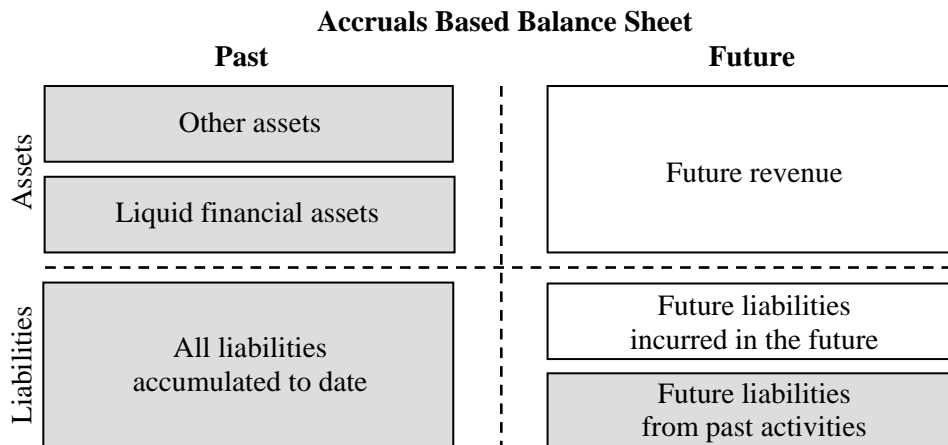 Accruals Based Balance Sheet
Past
Future
Assets
Other assets
Liquid financial assets
Future revenue
Liabilities
All liabilities
accumulated to date
Future liabilities
incurred in the future
Future liabilities
from past activities